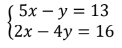 5x − y = 13
2x − 4y = 16